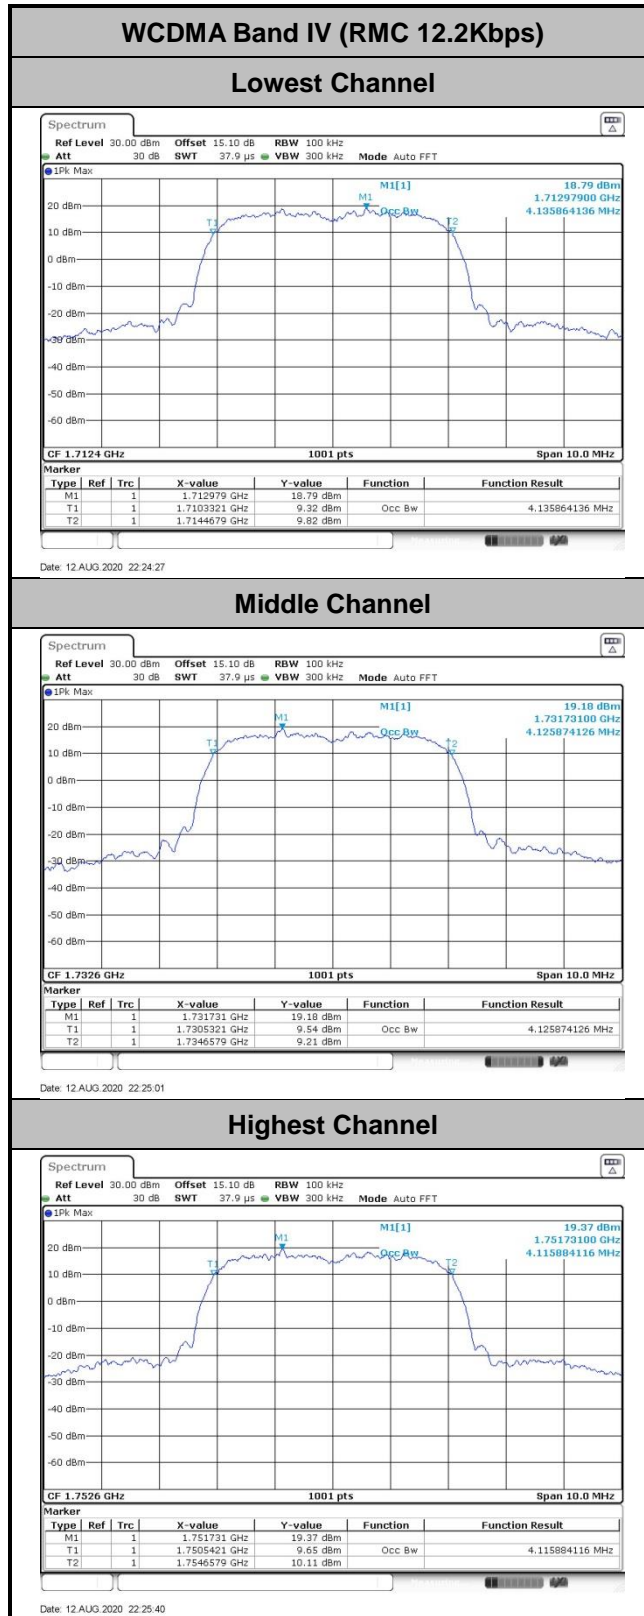 WCDMA Band IV (RMC 12.2Kbps)
Lowest Channel
Spectrum
Ref Level 30.00 dBm Offset 15.10 dB RBW 100 kHz
Att 30 dB SWT 37.9 µs VBW 300 kHz Mode Auto FFT
1Pk Max
M1[1] 18.79 dBm
1.71297900 GHz
Occ Bw 4.135864136 MHz
M1
T1
T2
20 dBm
10 dBm
0 dBm
-10 dBm
-20 dBm
-30 dBm
-40 dBm
-50 dBm
-60 dBm
CF 1.7124 GHz 1001 pts Span 10.0 MHz
Marker
Type Ref Trc X-value Y-value Function Function Result
M1 1 1.712979 GHz 18.79 dBm
T1 1 1.7103321 GHz 9.32 dBm Occ Bw 4.135864136 MHz
T2 1 1.7144679 GHz 9.82 dBm
Date: 12.AUG.2020 22:24:27
Middle Channel
Spectrum
Ref Level 30.00 dBm Offset 15.10 dB RBW 100 kHz
Att 30 dB SWT 37.9 µs VBW 300 kHz Mode Auto FFT
1Pk Max
M1[1] 19.18 dBm
1.73173100 GHz
Occ Bw 4.125874126 MHz
M1
T1
T2
20 dBm
10 dBm
0 dBm
-10 dBm
-20 dBm
-30 dBm
-40 dBm
-50 dBm
-60 dBm
CF 1.7326 GHz 1001 pts Span 10.0 MHz
Marker
Type Ref Trc X-value Y-value Function Function Result
M1 1 1.731731 GHz 19.18 dBm
T1 1 1.7305321 GHz 9.54 dBm Occ Bw 4.125874126 MHz
T2 1 1.7346579 GHz 9.21 dBm
Date: 12.AUG.2020 22:25:01
Highest Channel
Spectrum
Ref Level 30.00 dBm Offset 15.10 dB RBW 100 kHz
Att 30 dB SWT 37.9 µs VBW 300 kHz Mode Auto FFT
1Pk Max
M1[1] 19.37 dBm
1.75173100 GHz
Occ Bw 4.115884116 MHz
M1
T1
T2
20 dBm
10 dBm
0 dBm
-10 dBm
-20 dBm
-30 dBm
-40 dBm
-50 dBm
-60 dBm
CF 1.7526 GHz 1001 pts Span 10.0 MHz
Marker
Type Ref Trc X-value Y-value Function Function Result
M1 1 1.751731 GHz 19.37 dBm
T1 1 1.7505421 GHz 9.65 dBm Occ Bw 4.115884116 MHz
T2 1 1.7546579 GHz 10.11 dBm
Date: 12.AUG.2020 22:25:40